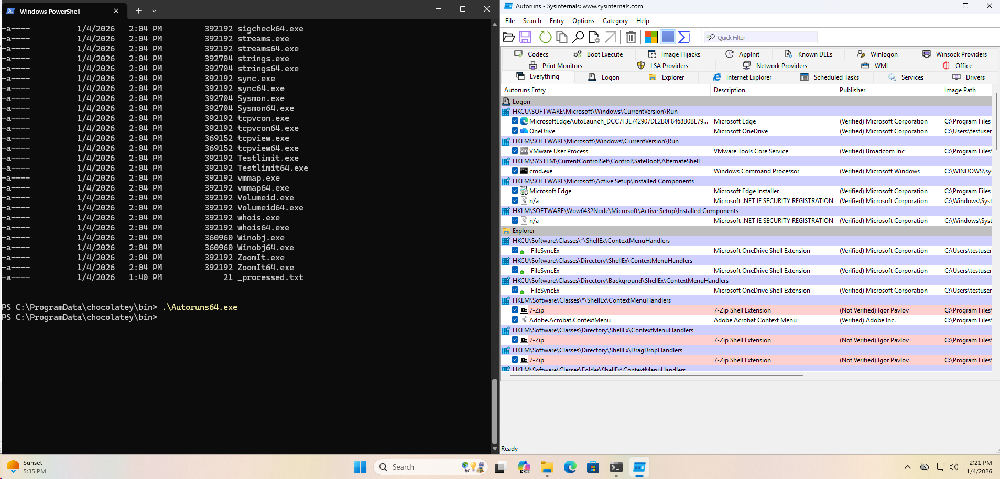 Windows PowerShell
-a---- 1/4/2026 2:04 PM 392192 sigcheck64.exe
-a---- 1/4/2026 2:04 PM 392192 streams.exe
-a---- 1/4/2026 2:04 PM 392192 streams64.exe
-a---- 1/4/2026 2:04 PM 392704 strings.exe
-a---- 1/4/2026 2:04 PM 392704 strings64.exe
-a---- 1/4/2026 2:04 PM 392192 sync.exe
-a---- 1/4/2026 2:04 PM 392192 sync64.exe
-a---- 1/4/2026 2:04 PM 392704 Sysmon.exe
-a---- 1/4/2026 2:04 PM 392704 Sysmon64.exe
-a---- 1/4/2026 2:04 PM 392192 tcpvcon.exe
-a---- 1/4/2026 2:04 PM 392192 tcpvcon64.exe
-a---- 1/4/2026 2:04 PM 369152 tcpview.exe
-a---- 1/4/2026 2:04 PM 369152 tcpview64.exe
-a---- 1/4/2026 2:04 PM 392192 Testlimit.exe
-a---- 1/4/2026 2:04 PM 392192 Testlimit64.exe
-a---- 1/4/2026 2:04 PM 392192 vmmap.exe
-a---- 1/4/2026 2:04 PM 392192 vmmap64.exe
-a---- 1/4/2026 2:04 PM 392192 Volumeid.exe
-a---- 1/4/2026 2:04 PM 392192 Volumeid64.exe
-a---- 1/4/2026 2:04 PM 392192 whois.exe
-a---- 1/4/2026 2:04 PM 392192 whois64.exe
-a---- 1/4/2026 2:04 PM 360960 Winobj.exe
-a---- 1/4/2026 2:04 PM 360960 Winobj64.exe
-a---- 1/4/2026 2:04 PM 392192 ZoomIt.exe
-a---- 1/4/2026 2:04 PM 392192 ZoomIt64.exe
-a---- 1/4/2026 1:40 PM 21 _processed.txt
PS C:\ProgramData\chocolatey\bin> .\Autoruns64.exe
PS C:\ProgramData\chocolatey\bin>
Autoruns - Sysinternals: www.sysinternals.com
File Search Entry Options Category Help
Quick Filter
Codecs Boot Execute Image Hijacks AppInit Known DLLs Winlogon Winsock Providers
Print Monitors LSA Providers Network Providers WMI Office
Everything Logon Explorer Internet Explorer Scheduled Tasks Services Drivers
Autoruns Entry Description Publisher Image Path
Logon
HKCU\SOFTWARE\Microsoft\Windows\CurrentVersion\Run
MicrosoftEdgeAutoLaunch_DCC7F3E742907DE2B0F8468B0BE79... Microsoft Edge (Verified) Microsoft Corporation C:\Program Files
OneDrive Microsoft OneDrive (Verified) Microsoft Corporation C:\Users\testuser
HKLM\SOFTWARE\Microsoft\Windows\CurrentVersion\Run
VMware User Process VMware Tools Core Service (Verified) Broadcom Inc C:\Program Files\
HKLM\SYSTEM\CurrentControlSet\Control\SafeBoot\AlternateShell
cmd.exe Windows Command Processor (Verified) Microsoft Windows C:\WINDOWS\sy
HKLM\SOFTWARE\Microsoft\Active Setup\Installed Components
Microsoft Edge Microsoft Edge Installer (Verified) Microsoft Corporation C:\Program Files
n/a Microsoft .NET IE SECURITY REGISTRATION (Verified) Microsoft Corporation C:\Windows\Syst
HKLM\SOFTWARE\Wow6432Node\Microsoft\Active Setup\Installed Components
n/a Microsoft .NET IE SECURITY REGISTRATION (Verified) Microsoft Corporation C:\Windows\Syst
Explorer
HKCU\Software\Classes\*\ShellEx\ContextMenuHandlers
FileSyncEx Microsoft OneDrive Shell Extension (Verified) Microsoft Corporation C:\Users\testuser
HKCU\Software\Classes\Directory\ShellEx\ContextMenuHandlers
FileSyncEx Microsoft OneDrive Shell Extension (Verified) Microsoft Corporation C:\Users\testuser
HKCU\Software\Classes\Directory\Background\ShellEx\ContextMenuHandlers
FileSyncEx Microsoft OneDrive Shell Extension (Verified) Microsoft Corporation C:\Users\testuser
HKLM\Software\Classes\*\ShellEx\ContextMenuHandlers
7-Zip 7-Zip Shell Extension (Not Verified) Igor Pavlov C:\Program Files\
Adobe.Acrobat.ContextMenu Adobe Acrobat Context Menu (Verified) Adobe Inc. C:\Program Files\
HKLM\Software\Classes\Directory\ShellEx\ContextMenuHandlers
7-Zip 7-Zip Shell Extension (Not Verified) Igor Pavlov C:\Program Files\
HKLM\Software\Classes\Directory\ShellEx\DragDropHandlers
7-Zip 7-Zip Shell Extension (Not Verified) Igor Pavlov C:\Program Files\
HKLM\Software\Classes\Folder\ShellEx\ContextMenuHandlers
Ready
Sunset
5:35 PM
Search
M365
2:21 PM
1/4/2026